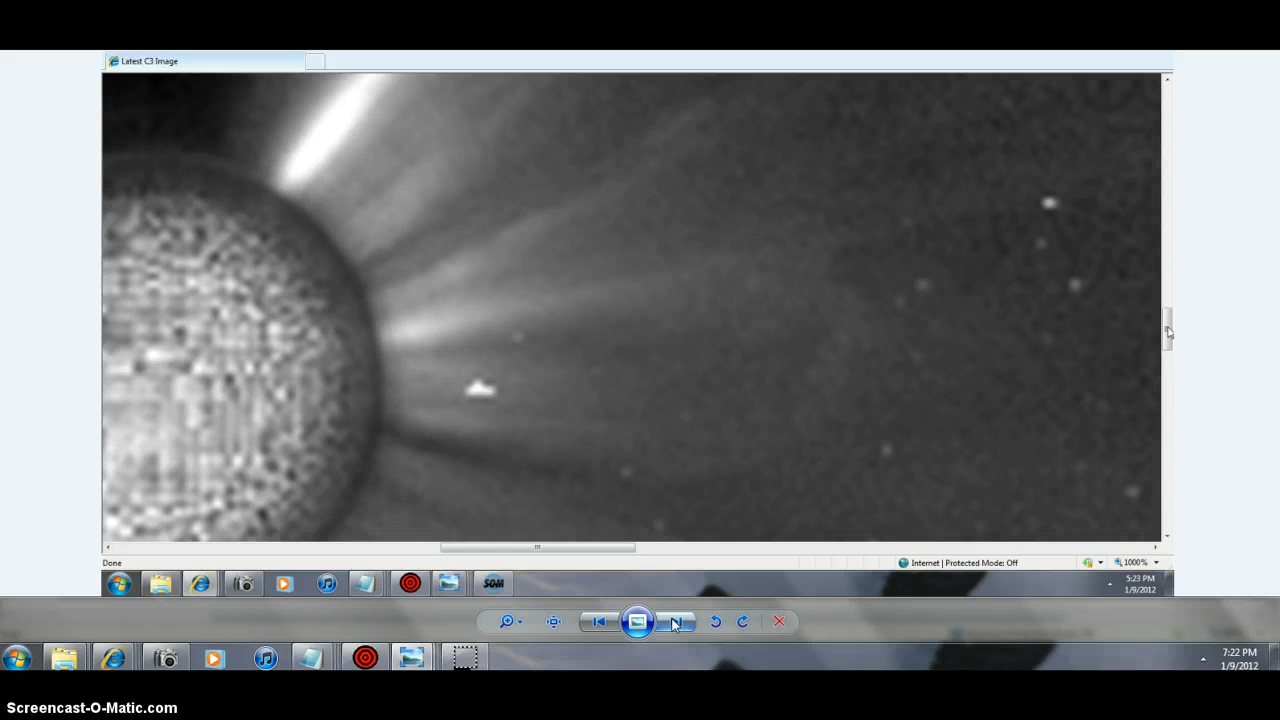 Latest C3 Image
Done
Internet | Protected Mode: Off
1000%
SOM
5:23 PM
1/9/2012
7:22 PM
1/9/2012
Screencast-O-Matic.com